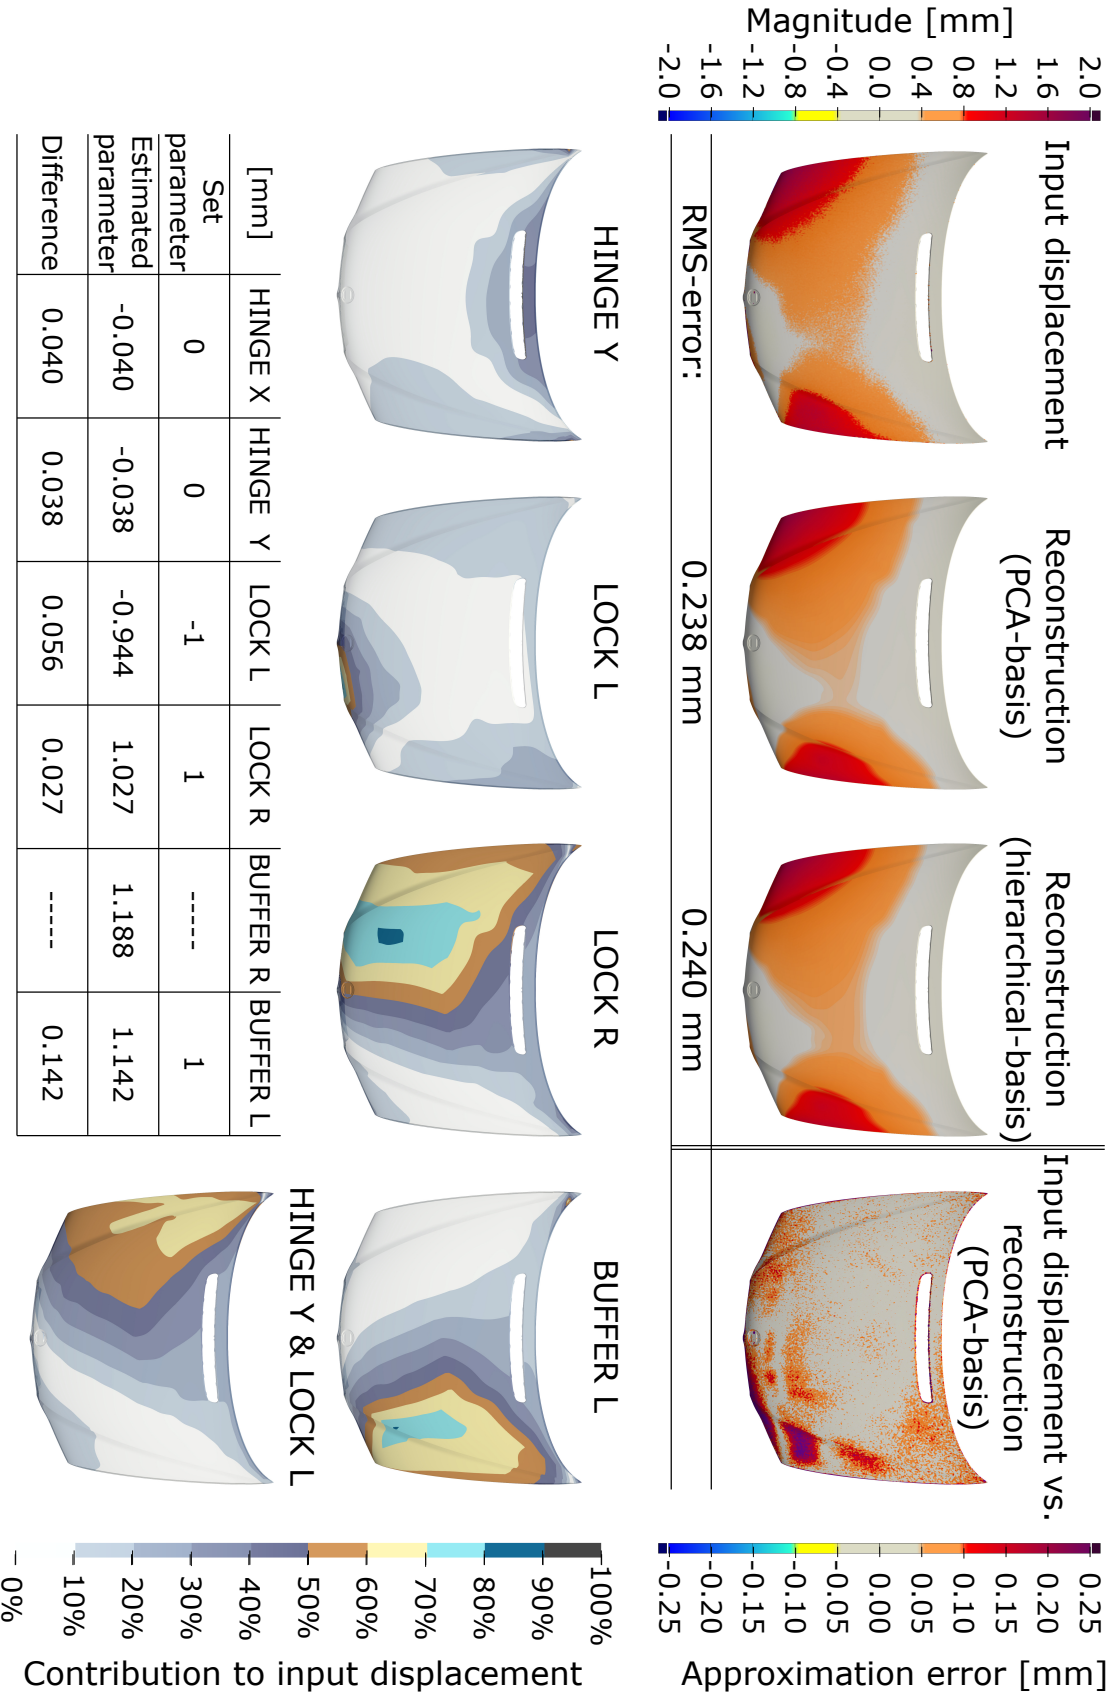 Magnitude [mm]
2.0
1.6
1.2
0.8
0.4
0.0
-0.4
-0.8
-1.2
-1.6
-2.0
Input displacement
Reconstruction
(PCA-basis)
Reconstruction
(hierarchical-basis)
Input displacement vs.
reconstruction
(PCA-basis)
0.25
0.20
0.15
0.10
0.05
0.00
-0.05
-0.10
-0.15
-0.20
-0.25
Approximation error [mm]
RMS-error: 0.238 mm 0.240 mm
HINGE Y
LOCK L
LOCK R
BUFFER L
HINGE Y & LOCK L
100%
90%
80%
70%
60%
50%
40%
30%
20%
10%
0%
Contribution to input displacement
[mm] HINGE X HINGE Y LOCK L LOCK R BUFFER R BUFFER L
Set
parameter 0 0 -1 1 ----- 1
Estimated
parameter -0.040 -0.038 -0.944 1.027 1.188 1.142
Difference 0.040 0.038 0.056 0.027 ----- 0.142